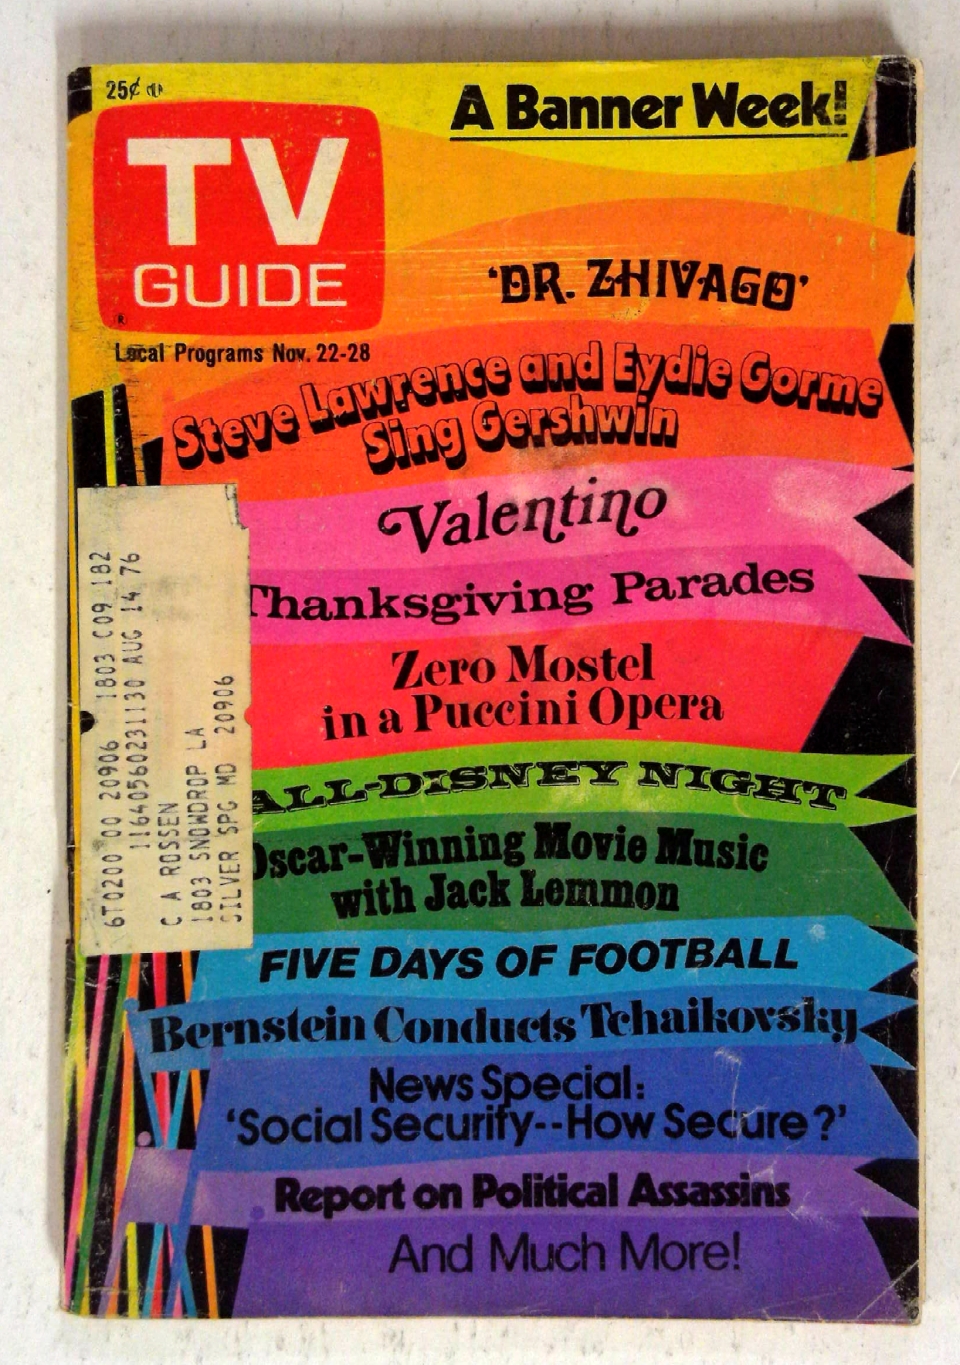 25¢
A Banner Week!
TV
GUIDE
®
Local Programs Nov. 22-28
'DR. ZHIVAGO'
Steve Lawrence and Eydie Gorme
Sing Gershwin
Valentino
Thanksgiving Parades
Zero Mostel
in a Puccini Opera
ALL-DISNEY NIGHT
Oscar-Winning Movie Music
with Jack Lemmon
FIVE DAYS OF FOOTBALL
Bernstein Conducts Tchaikovsky
News Special:
'Social Security--How Secure?'
Report on Political Assassins
And Much More!
6T0200 00 20906 1803 C09 182
11640560231130 AUG 14 76
C A ROSSEN
1803 SNOWDROP LA
SILVER SPG MD 20906